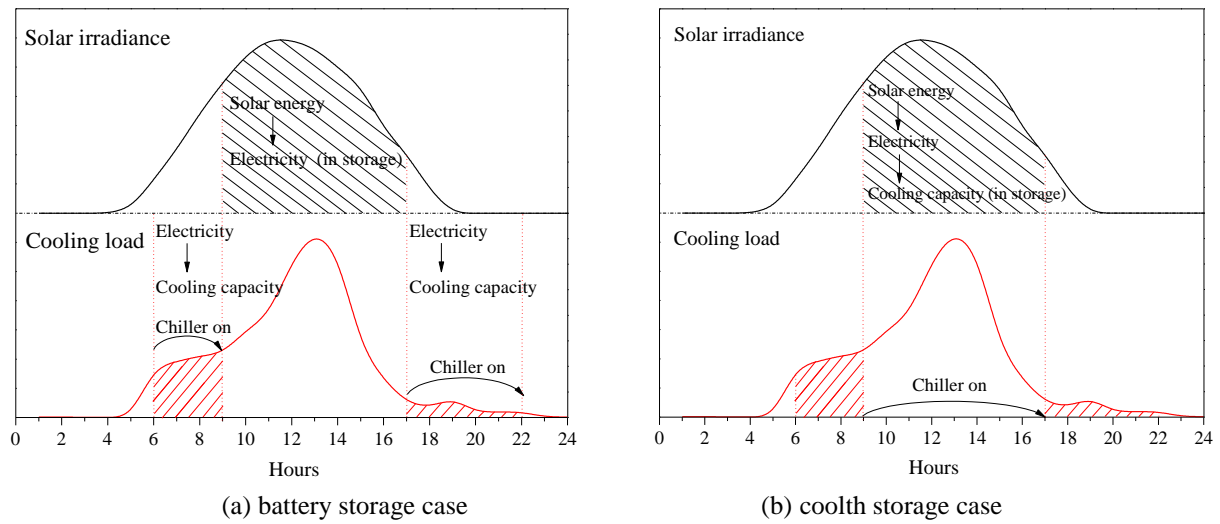 Solar irradiance
Solar energy
Electricity (in storage)
Cooling load
Electricity
Cooling capacity
Chiller on
Electricity
Cooling capacity
Chiller on
0 2 4 6 8 10 12 14 16 18 20 22 24
Hours
(a) battery storage case
Solar irradiance
Solar energy
Electricity
Cooling capacity (in storage)
Cooling load
Chiller on
0 2 4 6 8 10 12 14 16 18 20 22 24
Hours
(b) coolth storage case